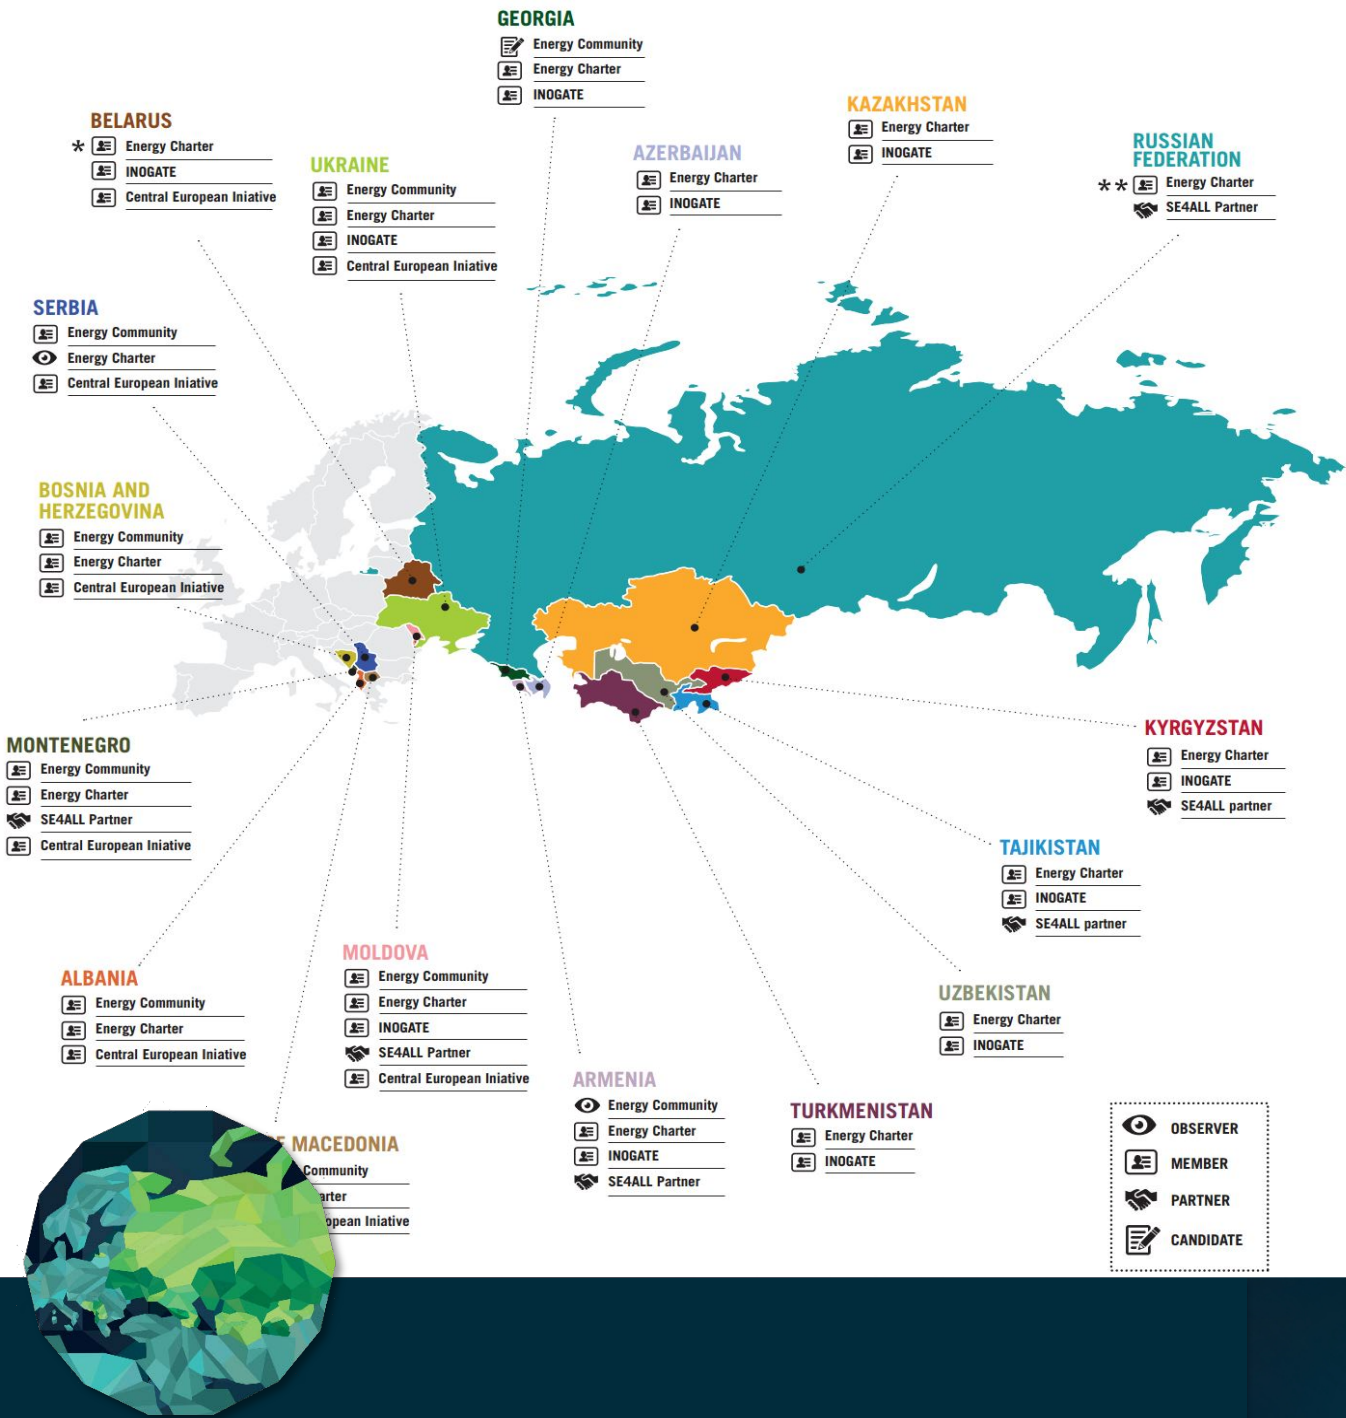 GEORGIA
Energy Community
Energy Charter
INOGATE
KAZAKHSTAN
Energy Charter
INOGATE
BELARUS
* Energy Charter
INOGATE
Central European Iniative
UKRAINE
Energy Community
Energy Charter
INOGATE
Central European Iniative
AZERBAIJAN
Energy Charter
INOGATE
RUSSIAN
FEDERATION
** Energy Charter
SE4ALL Partner
SERBIA
Energy Community
Energy Charter
Central European Iniative
BOSNIA AND
HERZEGOVINA
Energy Community
Energy Charter
Central European Iniative
MONTENEGRO
Energy Community
Energy Charter
SE4ALL Partner
Central European Iniative
KYRGYZSTAN
Energy Charter
INOGATE
SE4ALL partner
TAJIKISTAN
Energy Charter
INOGATE
SE4ALL partner
ALBANIA
Energy Community
Energy Charter
Central European Iniative
MOLDOVA
Energy Community
Energy Charter
INOGATE
SE4ALL Partner
Central European Iniative
UZBEKISTAN
Energy Charter
INOGATE
ARMENIA
Energy Community
Energy Charter
INOGATE
SE4ALL Partner
TURKMENISTAN
Energy Charter
INOGATE
MACEDONIA
Community
Iniative
OBSERVER
MEMBER
PARTNER
CANDIDATE